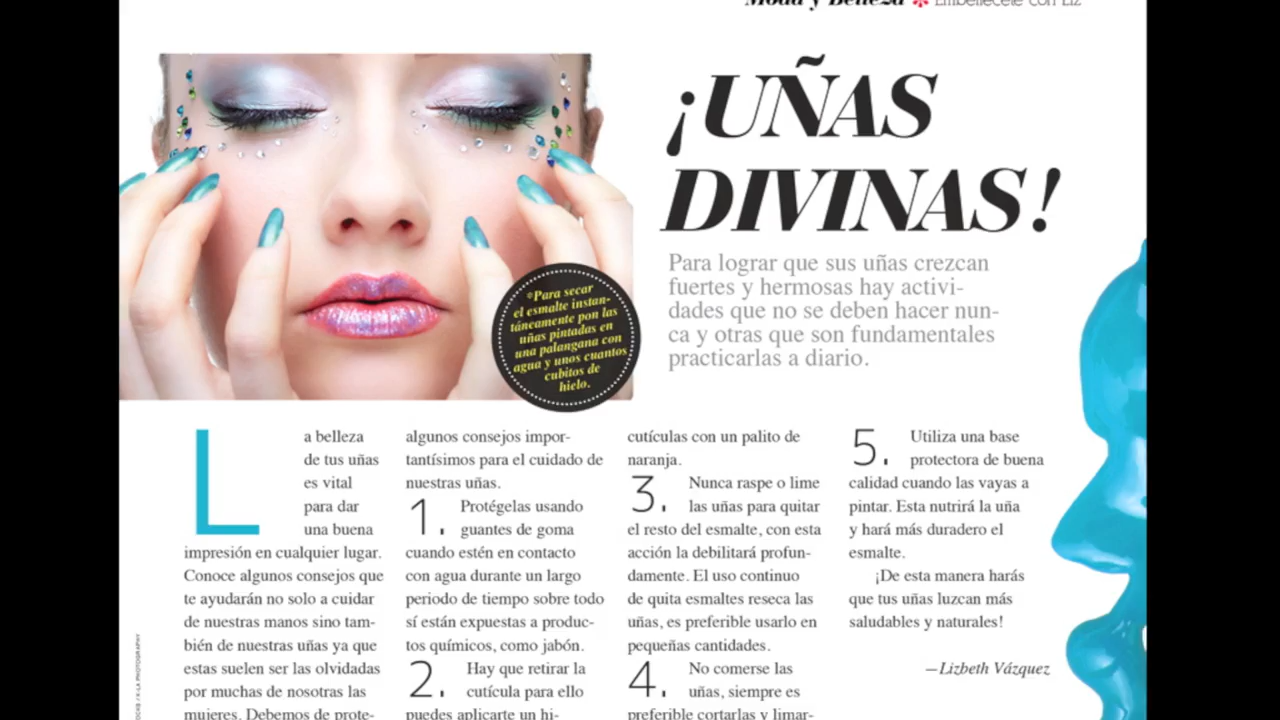 Moda y Belleza * Embellécete con Liz
¡UÑAS
DIVINAS!
Para lograr que sus uñas crezcan
fuertes y hermosas hay activi-
dades que no se deben hacer nun-
ca y otras que son fundamentales
practicarlas a diario.
*Para secar
el esmalte instan-
táneamente pon las
uñas pintadas en
una palangana con
agua y unos cuantos
cubitos de
hielo.
La belleza
de tus uñas
es vital
para dar
una buena
impresión en cualquier lugar.
Conoce algunos consejos que
te ayudarán no solo a cuidar
de nuestras manos sino tam-
bién de nuestras uñas ya que
estas suelen ser las olvidadas
por muchas de nosotras las
mujeres. Debemos de prote-
algunos consejos impor-
tantísimos para el cuidado de
nuestras uñas.
1. Protégelas usando
guantes de goma
cuando estén en contacto
con agua durante un largo
periodo de tiempo sobre todo
sí están expuestas a produc-
tos químicos, como jabón.
2. Hay que retirar la
cutícula para ello
puedes aplicarte un hi-
cutículas con un palito de
naranja.
3. Nunca raspe o lime
las uñas para quitar
el resto del esmalte, con esta
acción la debilitará profun-
damente. El uso continuo
de quita esmaltes reseca las
uñas, es preferible usarlo en
pequeñas cantidades.
4. No comerse las
uñas, siempre es
preferible cortarlas y limar-
5. Utiliza una base
protectora de buena
calidad cuando las vayas a
pintar. Esta nutrirá la uña
y hará más duradero el
esmalte.
¡De esta manera harás
que tus uñas luzcan más
saludables y naturales!
—Lizbeth Vázquez